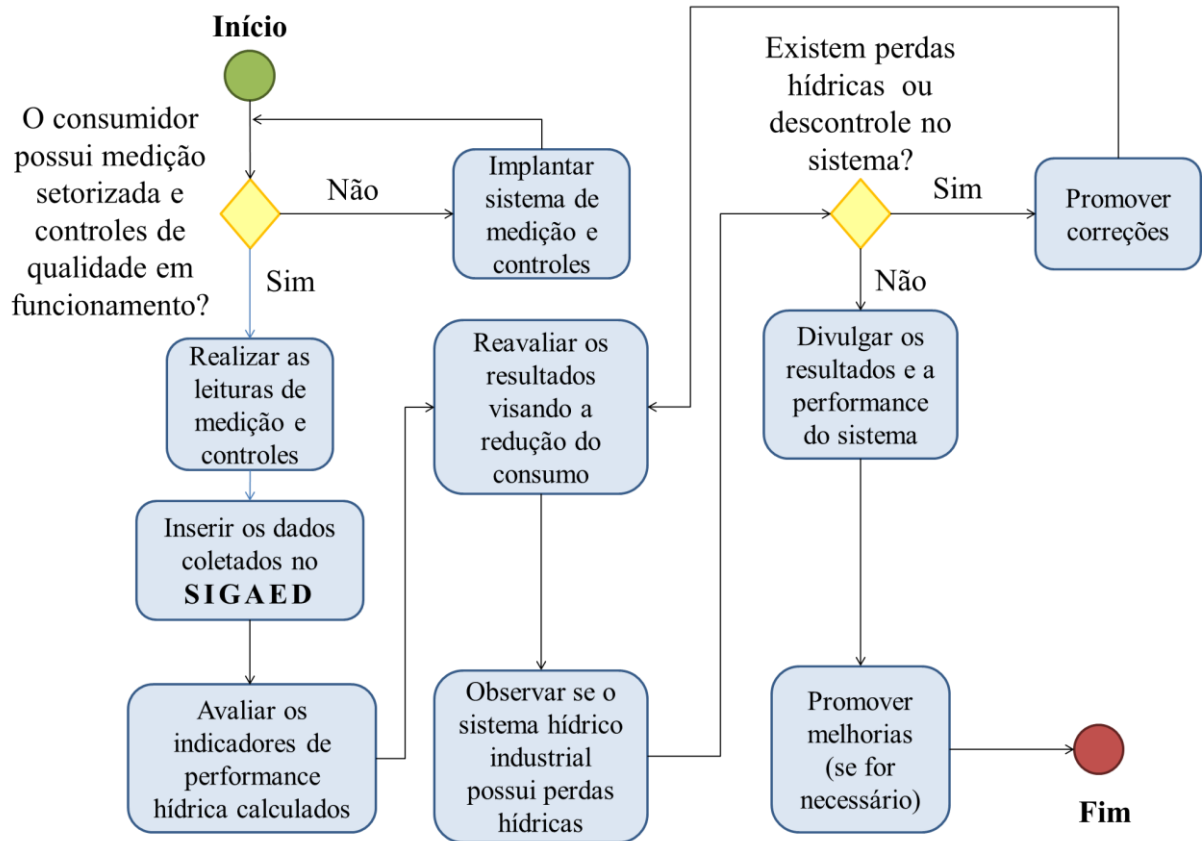 Início
O consumidor
possui medição
setorizada e
controles de
qualidade em
funcionamento?
Não
Implantar
sistema de
medição e
controles
Sim
Realizar as
leituras de
medição e
controles
Inserir os dados
coletados no
SIGAED
Avaliar os
indicadores de
performance
hídrica calculados
Reavaliar os
resultados
visando a
redução do
consumo
Observar se o
sistema hídrico
industrial
possui perdas
hídricas
Existem perdas
hídricas ou
descontrole no
sistema?
Sim
Promover
correções
Não
Divulgar os
resultados e a
performance
do sistema
Promover
melhorias
(se for
necessário)
Fim